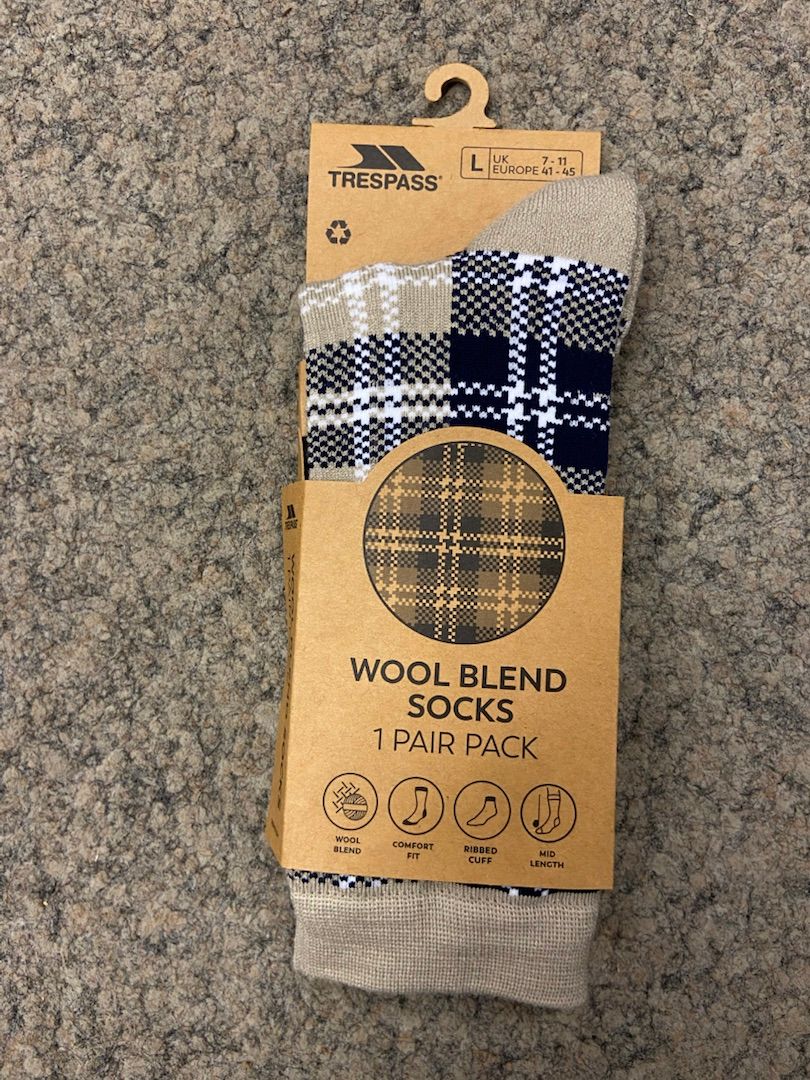 TRESPASS®
L UK 7 - 11
EUROPE 41 - 45
WOOL BLEND
SOCKS
1 PAIR PACK
WOOL
BLEND
COMFORT
FIT
RIBBED
CUFF
MID
LENGTH
TRESPASS